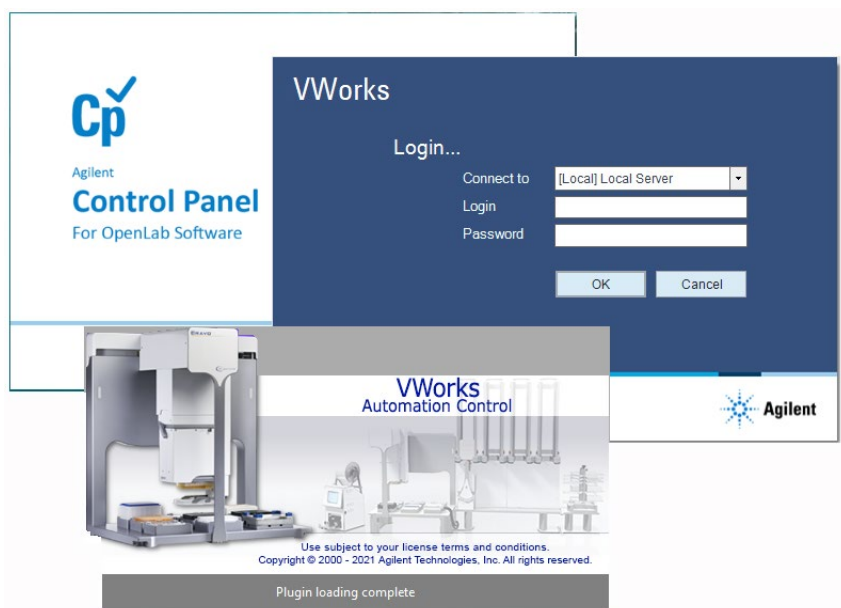 Cp
Agilent
Control Panel
For OpenLab Software
VWorks
Login...
Connect to [Local] Local Server
Login
Password
OK Cancel
Agilent
BRAVO
VWorks
Automation Control
Use subject to your license terms and conditions.
Copyright © 2000 - 2021 Agilent Technologies, Inc. All rights reserved.
Plugin loading complete